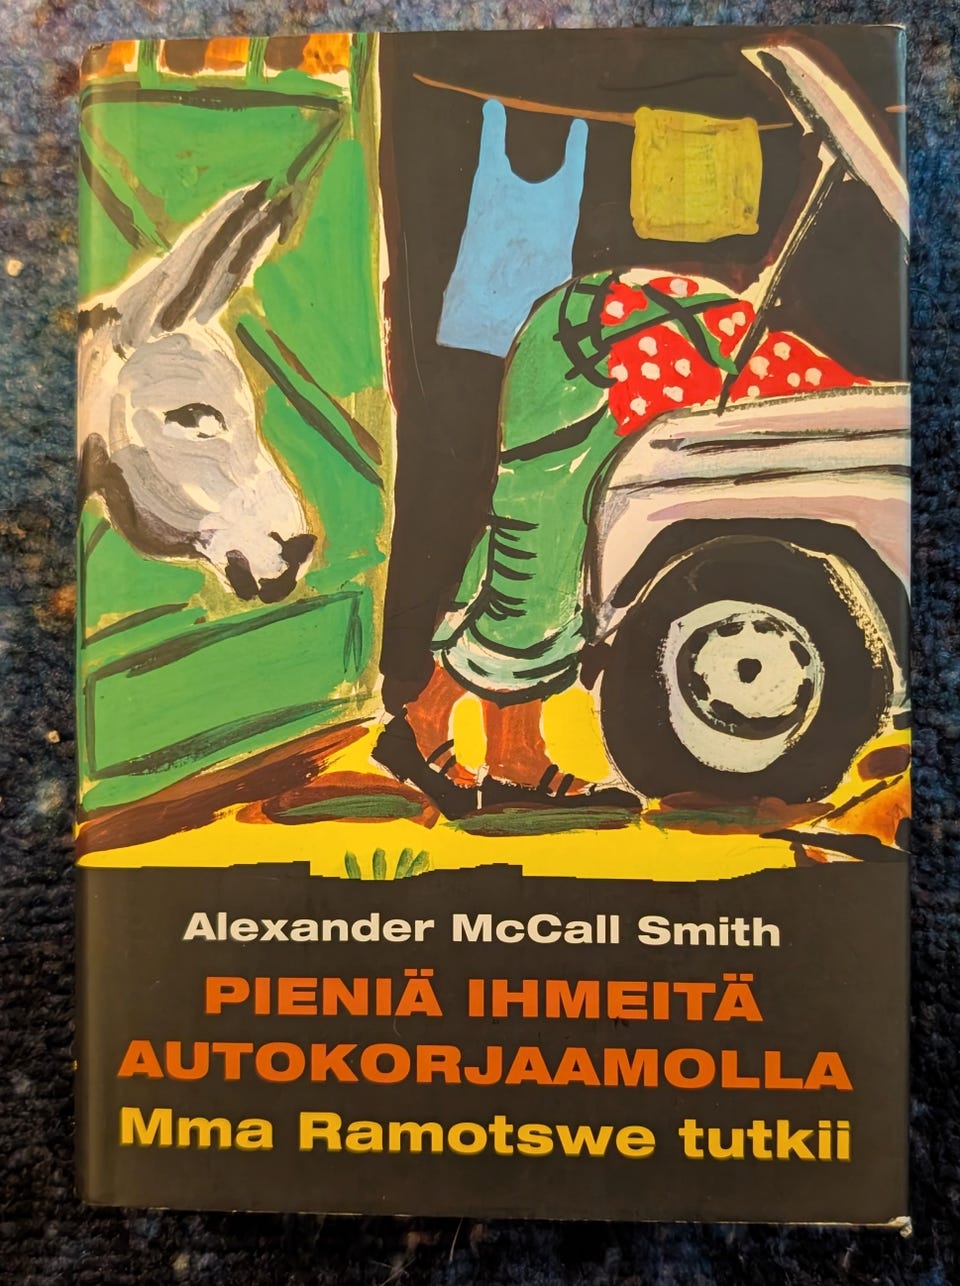 Alexander McCall Smith
PIENIÄ IHMEITÄ
AUTOKORJAAMOLLA
Mma Ramotswe tutkii